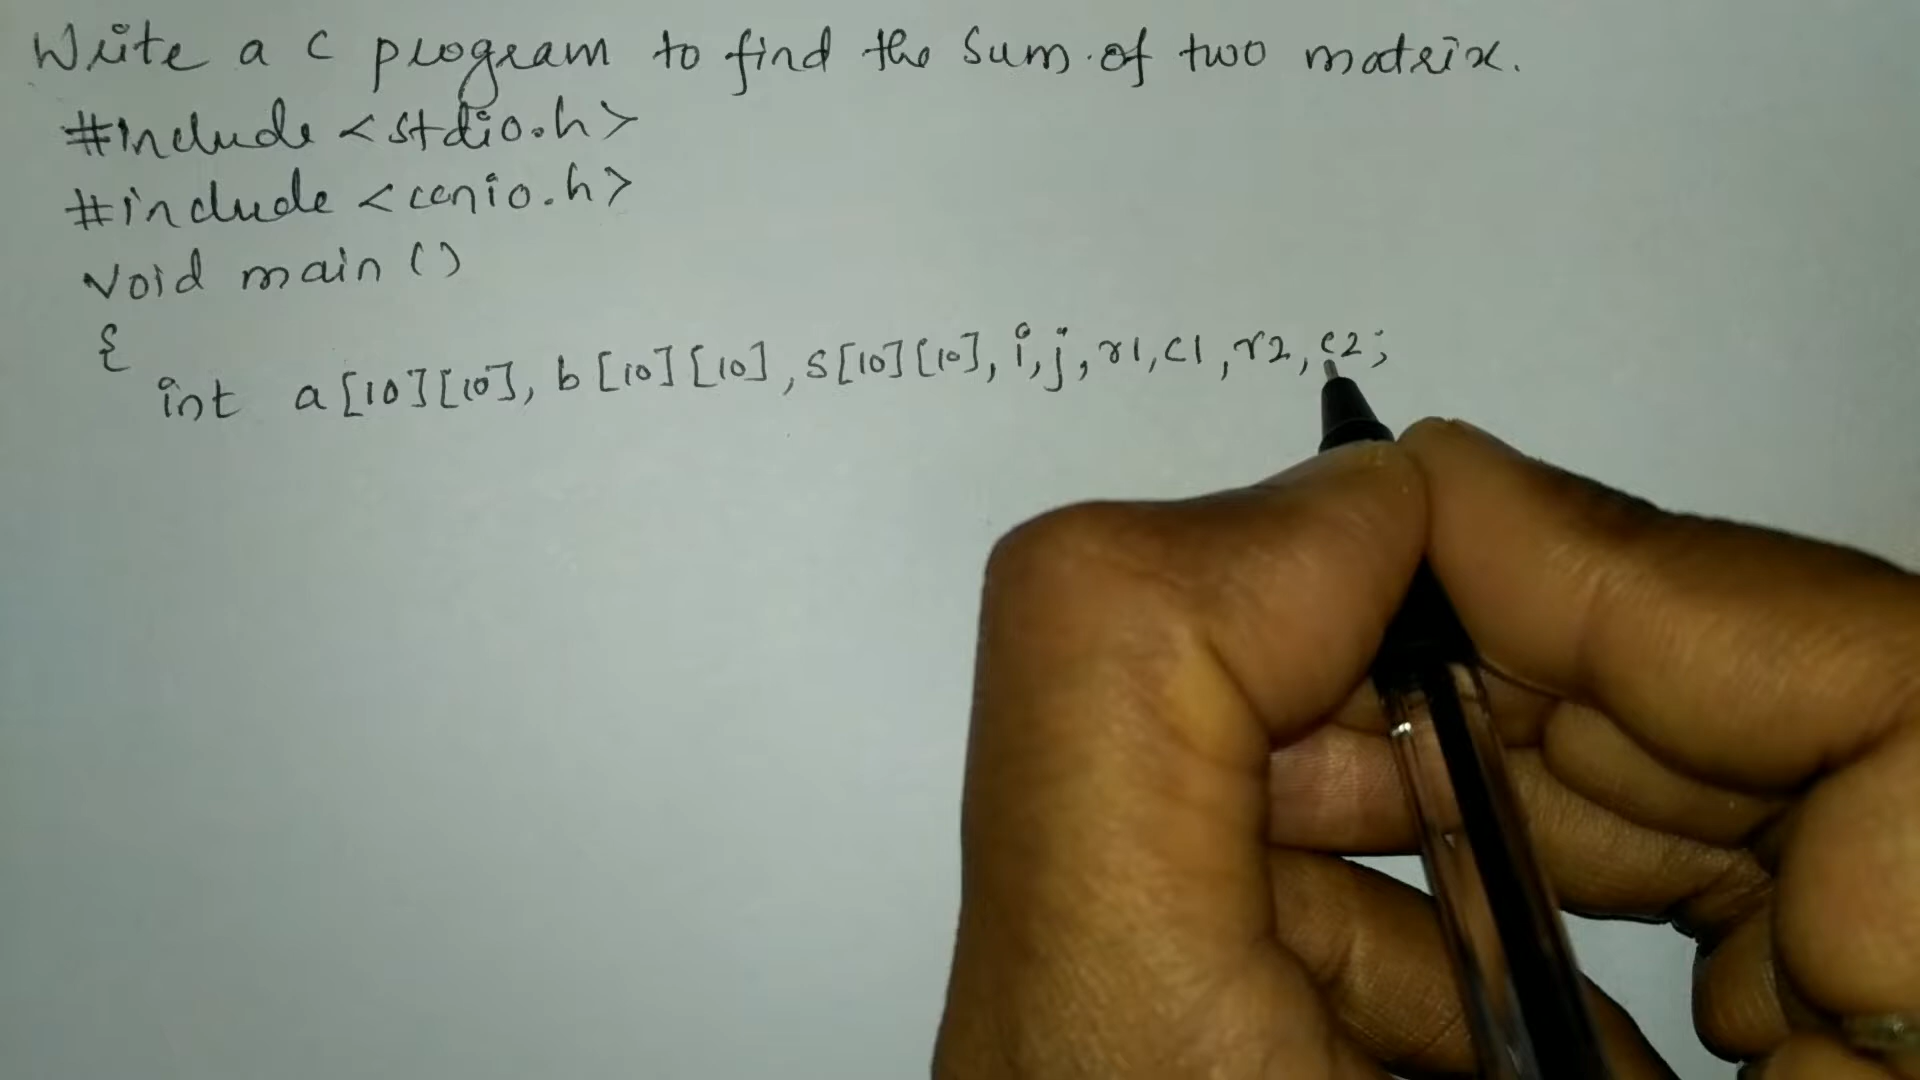 Write a C program to find the sum of two matrix.
#include <stdio.h>
#include <conio.h>
void main ()
{
int a[10][10], b[10][10], s[10][10], i, j, r1, c1, r2, c2;